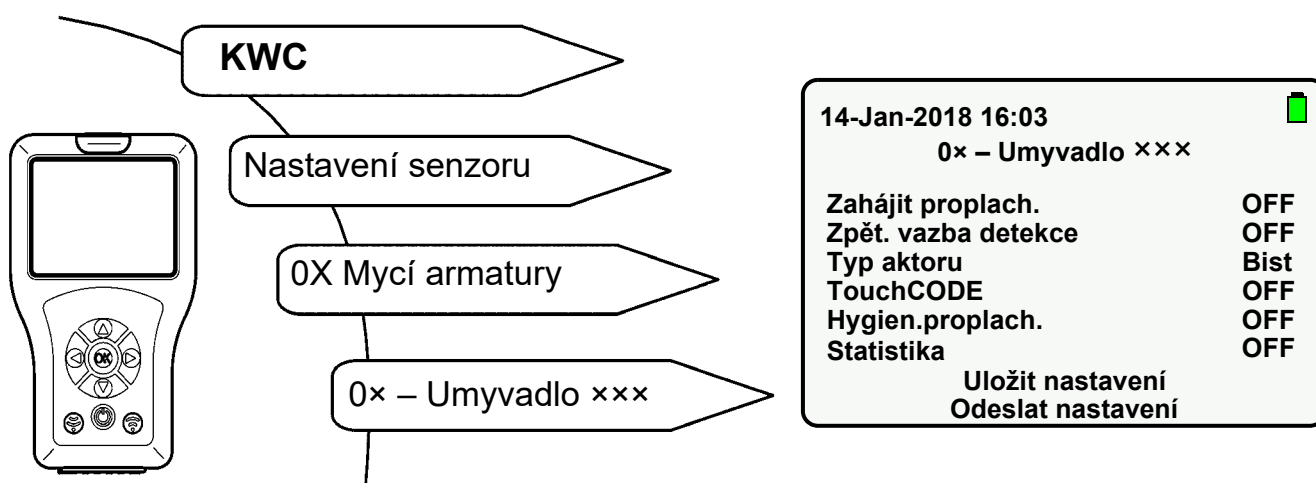 KWC
Nastavení senzoru
0X Mycí armatury
0× – Umyvadlo ×××
OK
14-Jan-2018 16:03
0× – Umyvadlo ×××
Zahájit proplach. OFF
Zpět. vazba detekce OFF
Typ aktoru Bist
TouchCODE OFF
Hygien.proplach. OFF
Statistika OFF
Uložit nastavení
Odeslat nastavení